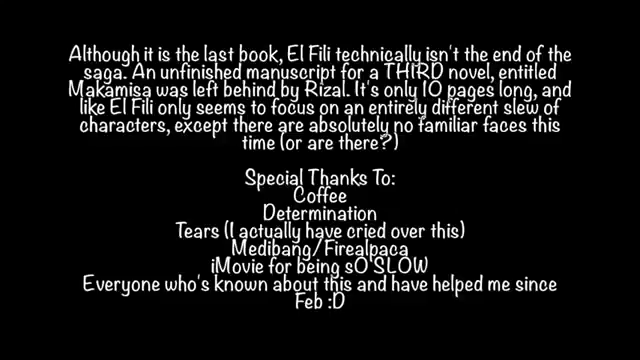 Although it is the last book, El Fili technically isn't the end of the
saga. An unfinished manuscript for a THIRD novel, entitled
Makamisa was left behind by Rizal. It's only 10 pages long, and
like El Fili only seems to focus on an entirely different slew of
characters, except there are absolutely no familiar faces this
time (or are there?)
Special Thanks To:
Coffee
Determination
Tears (I actually have cried over this)
Medibang/Firealpaca
iMovie for being sO'SLOW
Everyone who's known about this and have helped me since
Feb :D